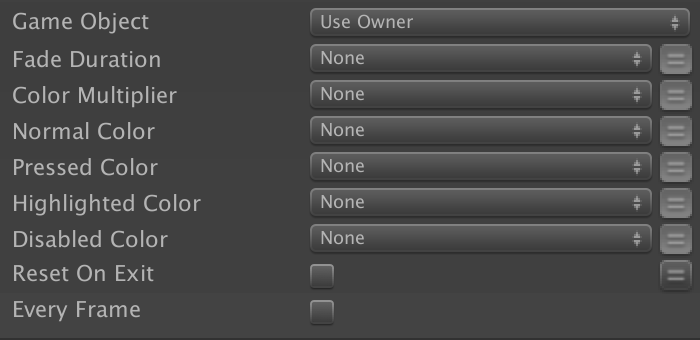 Game Object Use Owner
Fade Duration None
Color Multiplier None
Normal Color None
Pressed Color None
Highlighted Color None
Disabled Color None
Reset On Exit
Every Frame